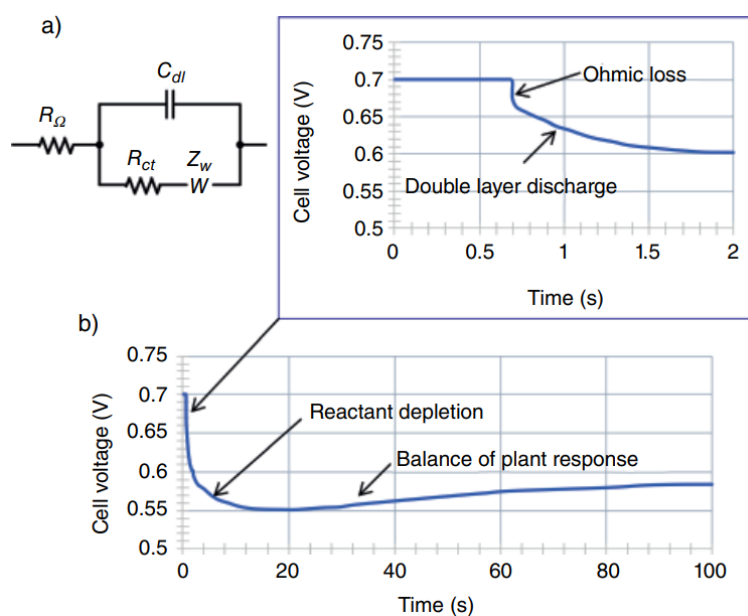 a)
C_dl
R_Ω
R_ct
Z_w
W
Cell voltage (V)
0.75
0.7
0.65
0.6
0.55
0.5
Ohmic loss
Double layer discharge
0 0.5 1 1.5 2
Time (s)
b)
Cell voltage (V)
0.75
0.7
0.65
0.6
0.55
0.5
Reactant depletion
Balance of plant response
0 20 40 60 80 100
Time (s)